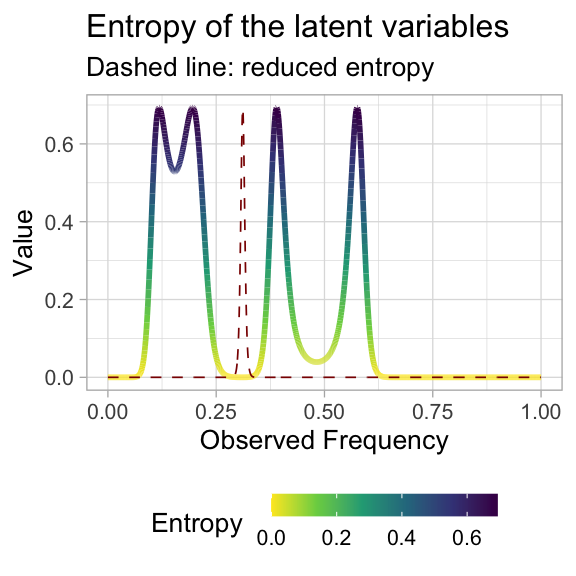 Entropy of the latent variables
Dashed line: reduced entropy
0.6
0.4
0.2
0.0
Value
0.00 0.25 0.50 0.75 1.00
Observed Frequency
Entropy
0.0 0.2 0.4 0.6